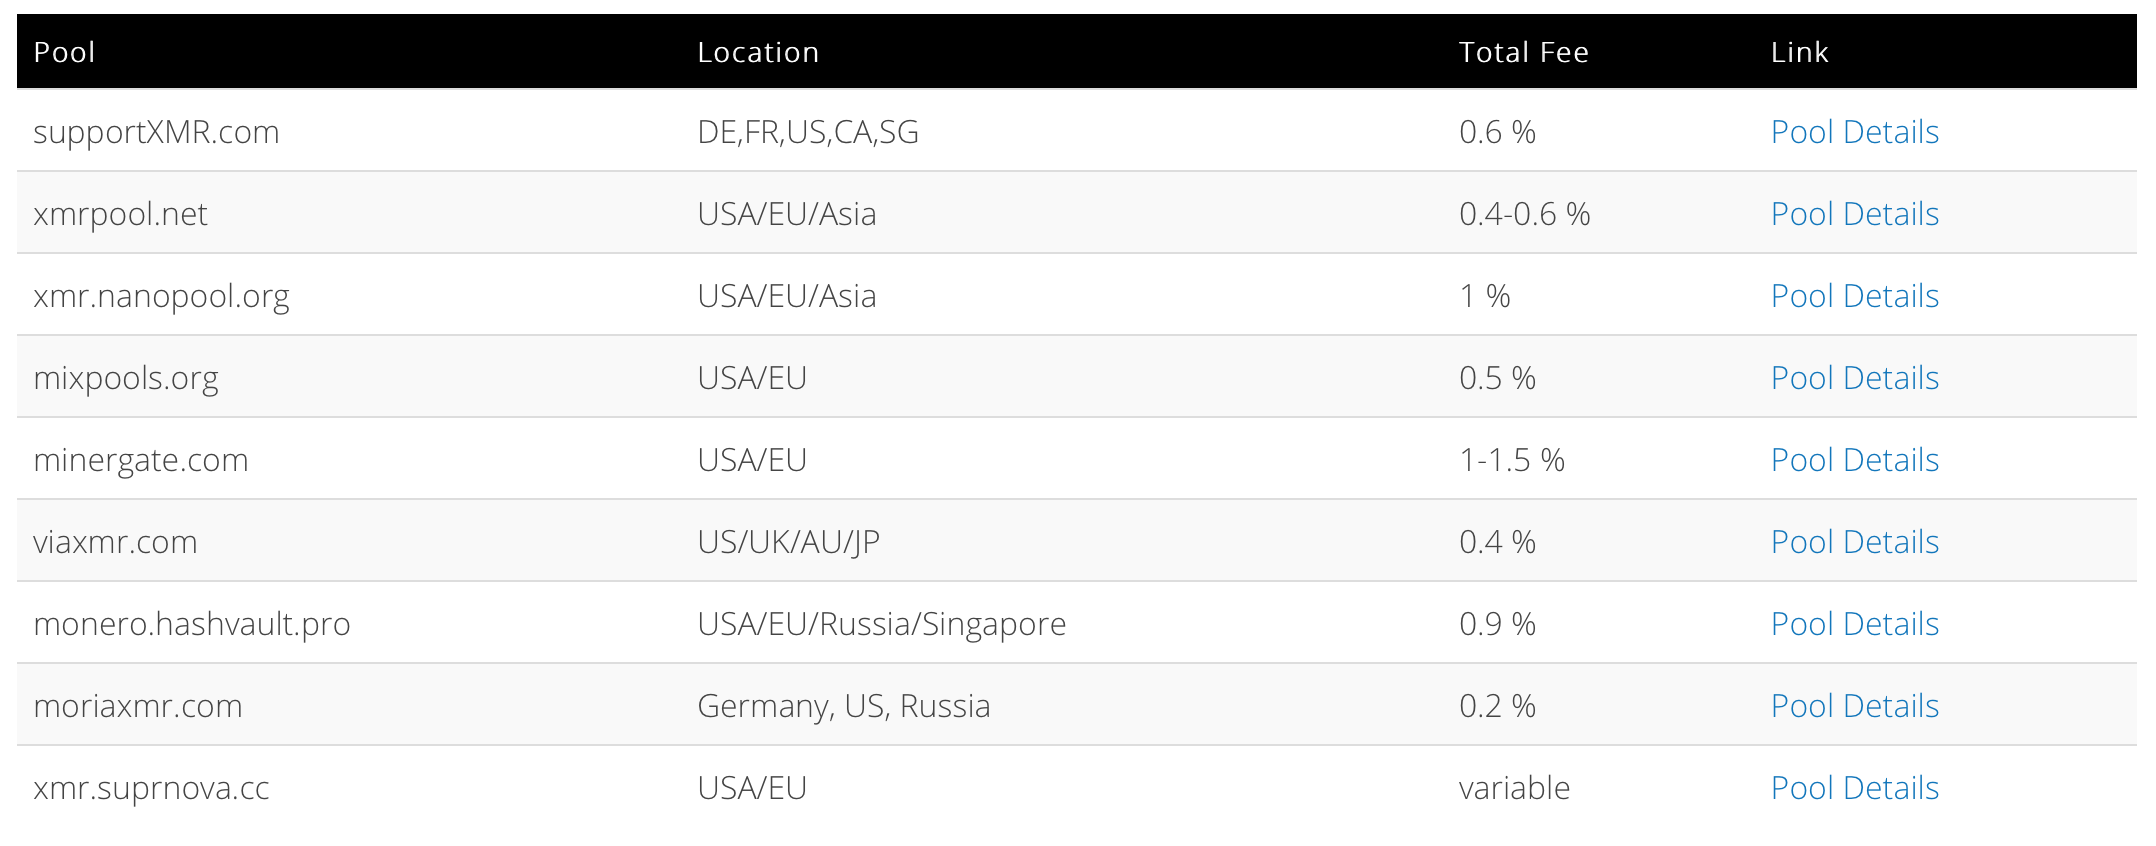 Pool Location Total Fee Link
supportXMR.com DE,FR,US,CA,SG 0.6 % Pool Details
xmrpool.net USA/EU/Asia 0.4-0.6 % Pool Details
xmr.nanopool.org USA/EU/Asia 1 % Pool Details
mixpools.org USA/EU 0.5 % Pool Details
minergate.com USA/EU 1-1.5 % Pool Details
viaxmr.com US/UK/AU/JP 0.4 % Pool Details
monero.hashvault.pro USA/EU/Russia/Singapore 0.9 % Pool Details
moriaxmr.com Germany, US, Russia 0.2 % Pool Details
xmr.suprnova.cc USA/EU variable Pool Details